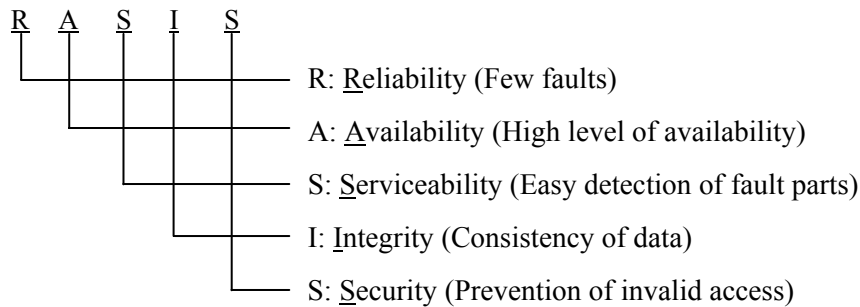 R A S I S
R: Reliability (Few faults)
A: Availability (High level of availability)
S: Serviceability (Easy detection of fault parts)
I: Integrity (Consistency of data)
S: Security (Prevention of invalid access)